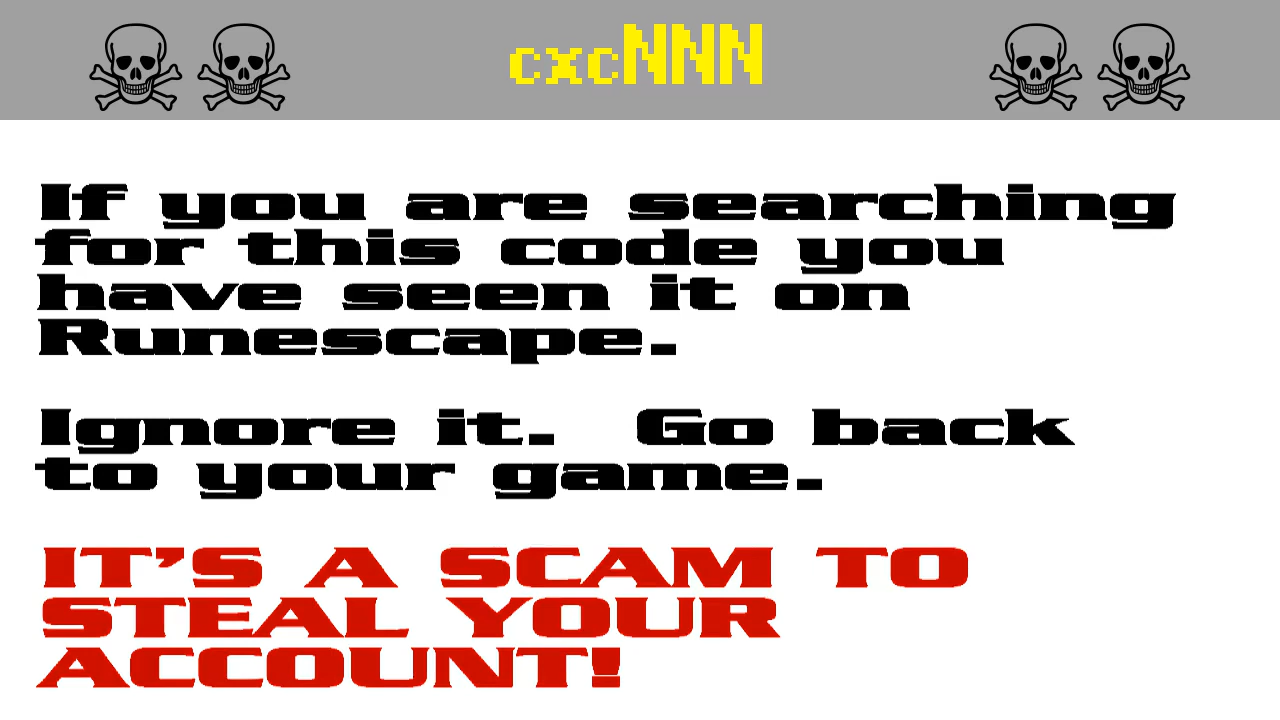 cxcNNN
If you are searching
for this code you
have seen it on
Runescape.
Ignore it.  Go back
to your game.
IT'S A SCAM TO
STEAL YOUR
ACCOUNT!